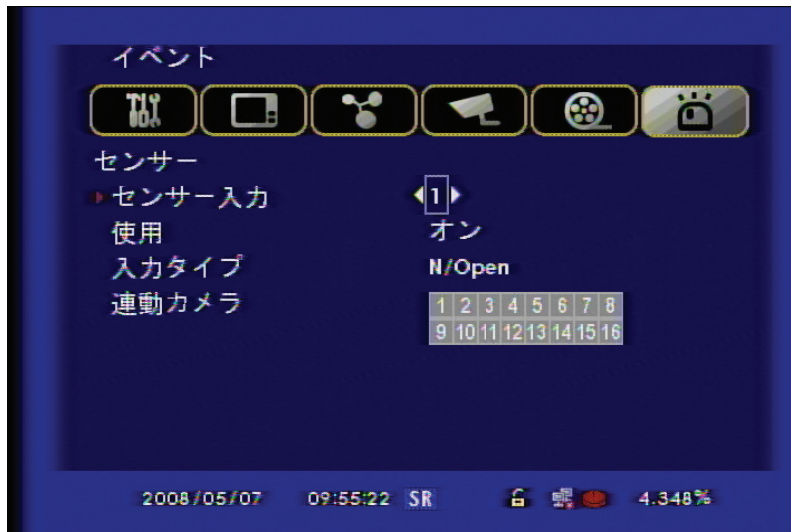 イベント
センサー
センサー入力 1
使用 オン
入力タイプ N/Open
連動カメラ 1 2 3 4 5 6 7 8
9 10 11 12 13 14 15 16
2008/05/07 09:55:22 SR 4.348%